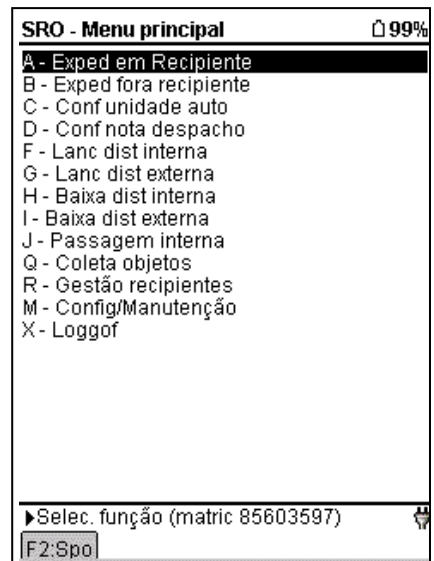 SRO - Menu principal 99%
A - Exped em Recipiente
B - Exped fora recipiente
C - Conf unidade auto
D - Conf nota despacho
F - Lanc dist interna
G - Lanc dist externa
H - Baixa dist interna
I - Baixa dist externa
J - Passagem interna
Q - Coleta objetos
R - Gestão recipientes
M - Config/Manutenção
X - Loggof
Selec. função (matric 85603597)
F2:Spo